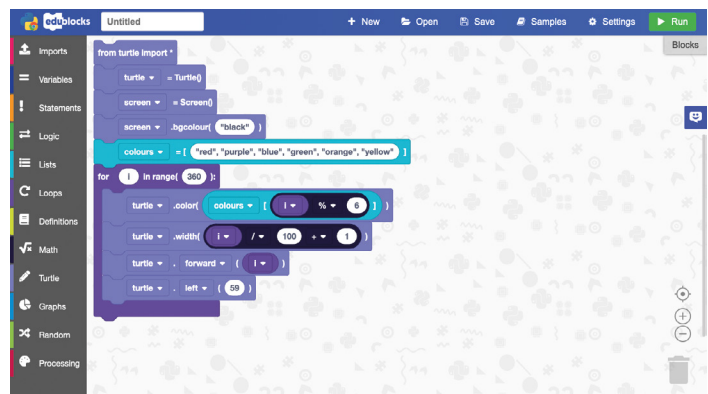 edublocks Untitled + New Open Save Samples Settings Run
Blocks
Imports
Variables
Statements
Logic
Lists
Loops
Definitions
Math
Turtle
Graphs
Random
Processing
from turtle import *
turtle = Turtle()
screen = Screen()
screen .bgcolour( "black" )
colours = [ "red", "purple", "blue", "green", "orange", "yellow" ]
for i in range( 360 ):
turtle .color( colours [ i % 6 ] )
turtle .width( i / 100 + 1 )
turtle . forward ( i )
turtle . left ( 59 )